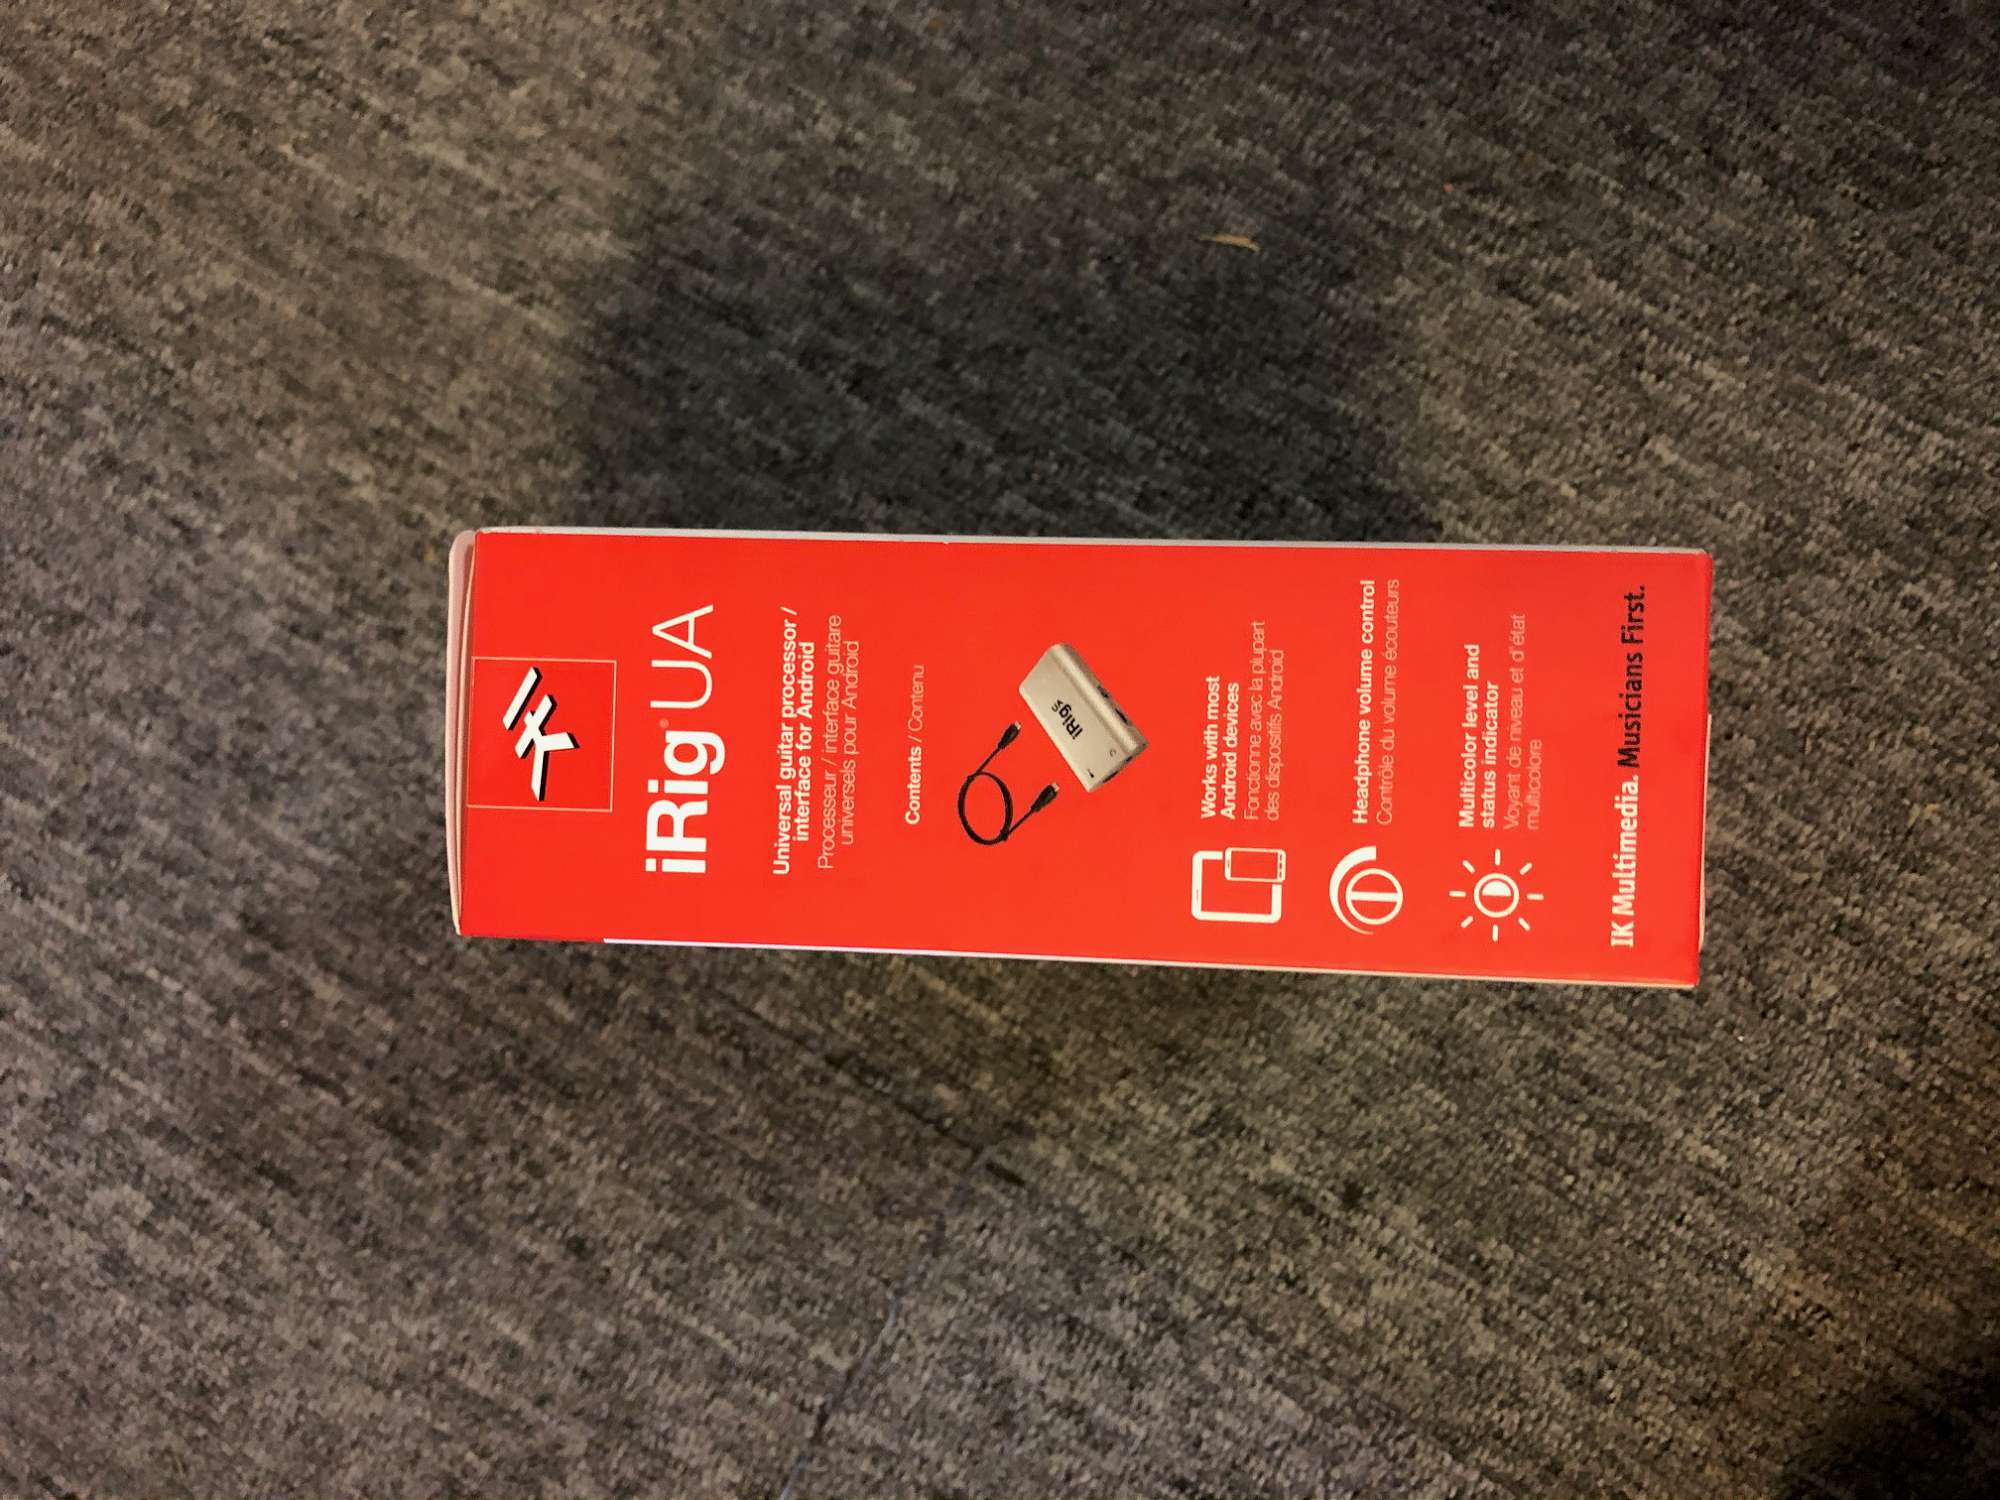 iRig® UA
Universal guitar processor /
interface for Android
Processeur / interface guitare
universels pour Android
Contents / Contenu
iRig
Works with most
Android devices
Fonctionne avec la plupart
des dispositifs Android
Headphone volume control
Contrôle du volume écouteurs
Multicolor level and
status indicator
Voyant de niveau et d'état
multicolore
IK Multimedia. Musicians First.